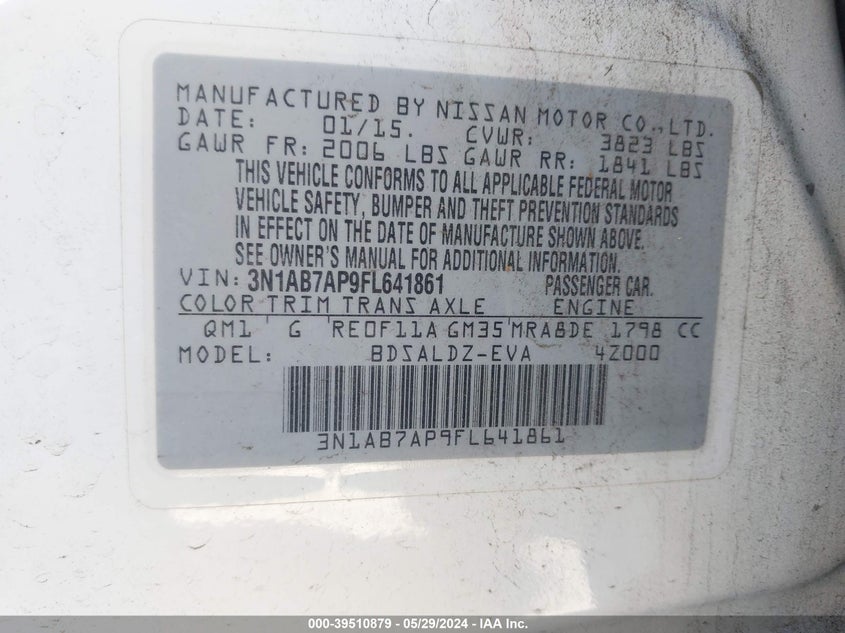 MANUFACTURED BY NISSAN MOTOR CO., LTD.
DATE: 01/15. GVWR: 3823 LBS
GAWR FR: 2006 LBS GAWR RR: 1841 LBS
THIS VEHICLE CONFORMS TO ALL APPLICABLE FEDERAL MOTOR
VEHICLE SAFETY, BUMPER AND THEFT PREVENTION STANDARDS
IN EFFECT ON THE DATE OF MANUFACTURE SHOWN ABOVE.
SEE OWNER'S MANUAL FOR ADDITIONAL INFORMATION.
VIN: 3N1AB7AP9FL641861 PASSENGER CAR.
COLOR TRIM TRANS AXLE ENGINE
QM1 G RE0F11A GM35 MRA8DE 1798 CC
MODEL: BDSALDZ-EVA 4Z000
3N1AB7AP9FL641861
000-39510879 - 05/29/2024 - IAA Inc.